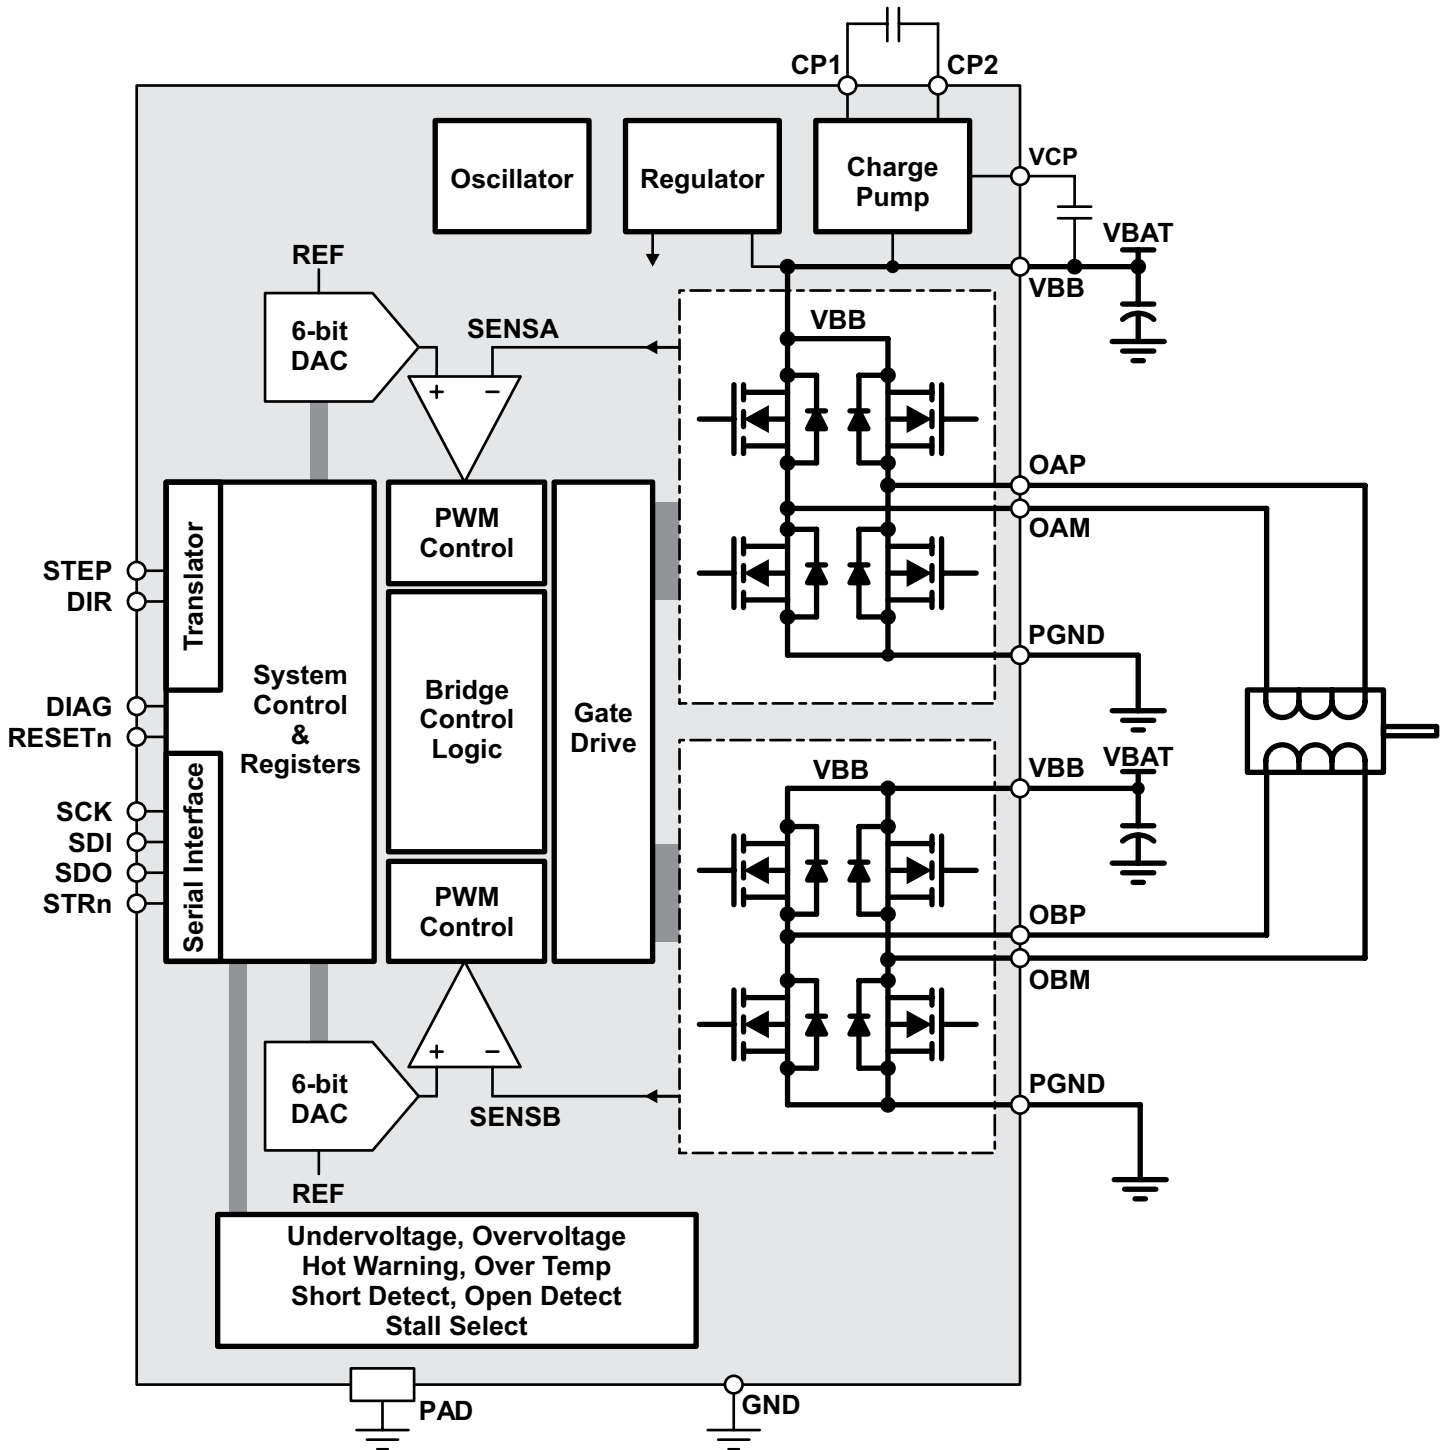 CP1
CP2
Oscillator
Regulator
Charge
Pump
VCP
VBAT
VBB
REF
6-bit
DAC
SENSA
+
−
VBB
OAP
OAM
PGND
PWM
Control
Translator
STEP
DIR
DIAG
RESETn
SCK
SDI
SDO
STRn
System
Control
&
Registers
Serial Interface
Bridge
Control
Logic
Gate
Drive
PWM
Control
VBB
VBB
VBAT
OBP
OBM
PGND
+
−
6-bit
DAC
SENSB
REF
Undervoltage, Overvoltage
Hot Warning, Over Temp
Short Detect, Open Detect
Stall Select
PAD
GND